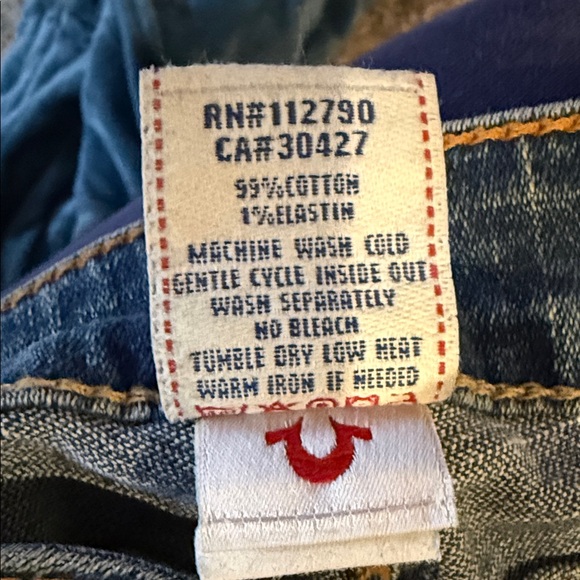 RN#112790
CA#30427
99%COTTON
1%ELASTIN
MACHINE WASH COLD
GENTLE CYCLE INSIDE OUT
WASH SEPARATELY
NO BLEACH
TUMBLE DRY LOW HEAT
WARM IRON IF NEEDED